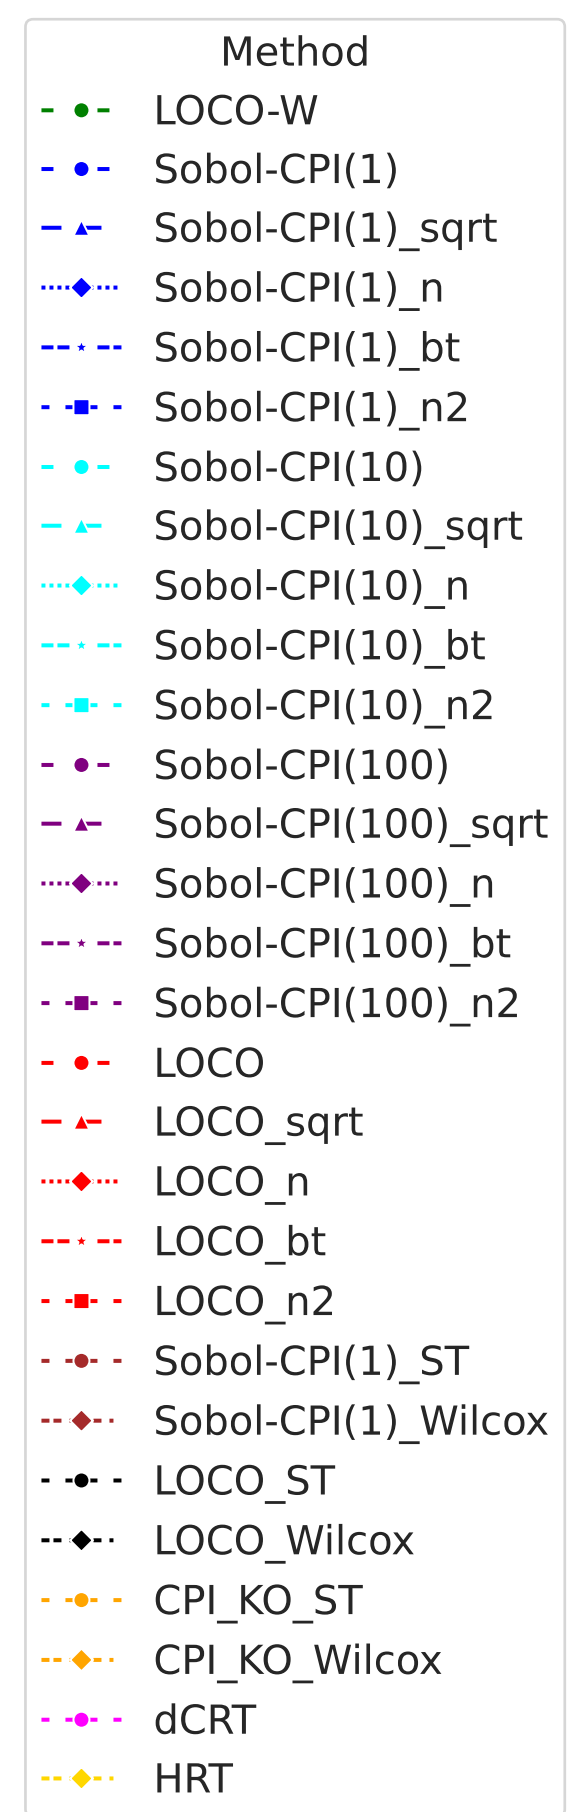 Method
LOCO-W
Sobol-CPI(1)
Sobol-CPI(1)_sqrt
Sobol-CPI(1)_n
Sobol-CPI(1)_bt
Sobol-CPI(1)_n2
Sobol-CPI(10)
Sobol-CPI(10)_sqrt
Sobol-CPI(10)_n
Sobol-CPI(10)_bt
Sobol-CPI(10)_n2
Sobol-CPI(100)
Sobol-CPI(100)_sqrt
Sobol-CPI(100)_n
Sobol-CPI(100)_bt
Sobol-CPI(100)_n2
LOCO
LOCO_sqrt
LOCO_n
LOCO_bt
LOCO_n2
Sobol-CPI(1)_ST
Sobol-CPI(1)_Wilcox
LOCO_ST
LOCO_Wilcox
CPI_KO_ST
CPI_KO_Wilcox
dCRT
HRT